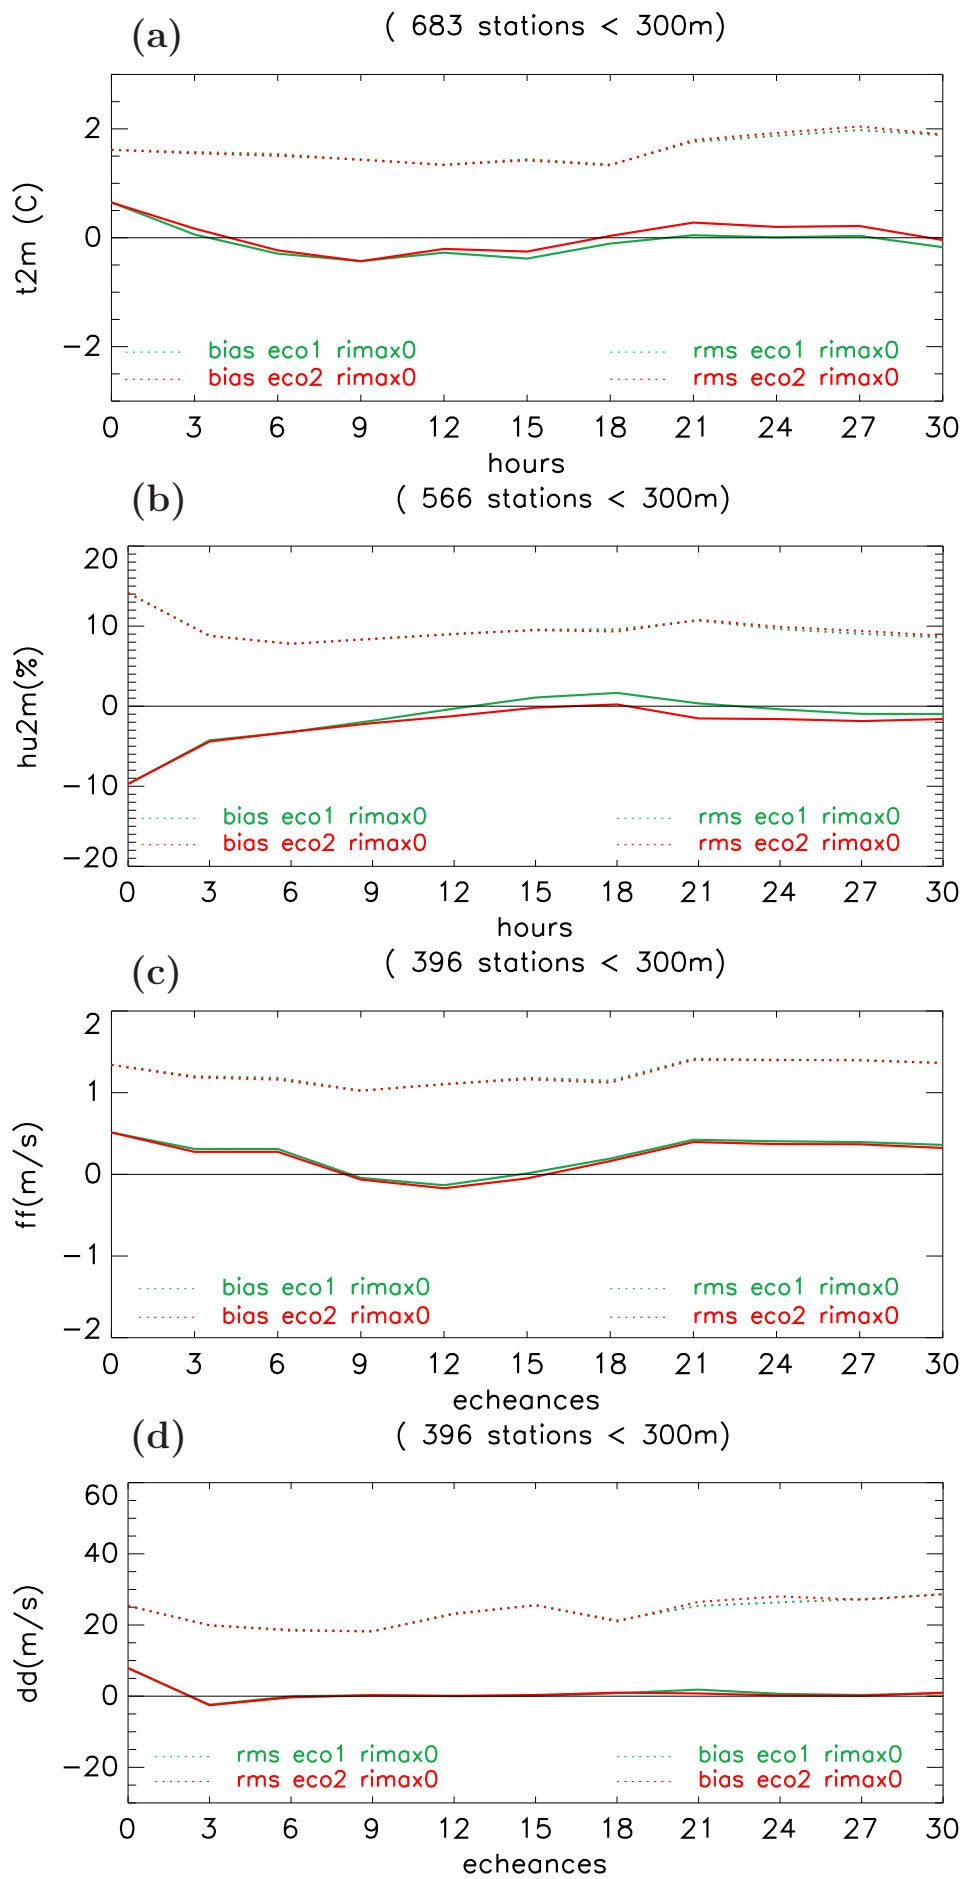 (a) ( 683 stations < 300m)
t2m (C)
2
0
−2
bias eco1 rimax0 rms eco1 rimax0
bias eco2 rimax0 rms eco2 rimax0
0 3 6 9 12 15 18 21 24 27 30
hours
(b) ( 566 stations < 300m)
hu2m(%)
20
10
0
−10
bias eco1 rimax0 rms eco1 rimax0
bias eco2 rimax0 rms eco2 rimax0
−20
0 3 6 9 12 15 18 21 24 27 30
hours
(c) ( 396 stations < 300m)
ff(m/s)
2
1
0
−1
bias eco1 rimax0 rms eco1 rimax0
bias eco2 rimax0 rms eco2 rimax0
−2
0 3 6 9 12 15 18 21 24 27 30
echeances
(d) ( 396 stations < 300m)
dd(m/s)
60
40
20
0
−20
rms eco1 rimax0 bias eco1 rimax0
rms eco2 rimax0 bias eco2 rimax0
0 3 6 9 12 15 18 21 24 27 30
echeances